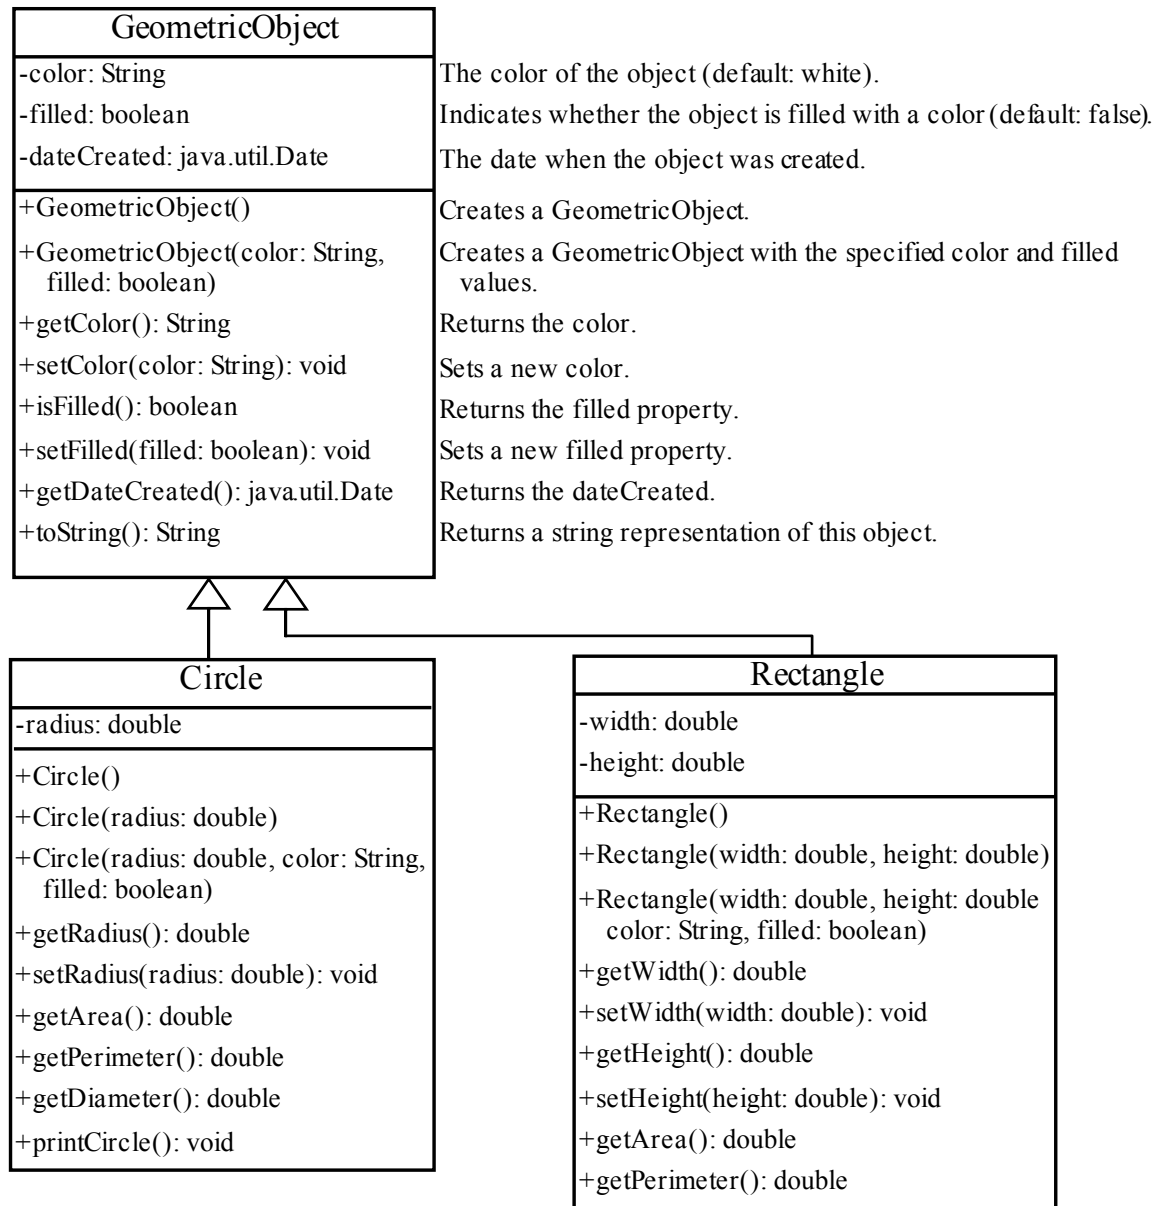 GeometricObject
-color: String
The color of the object (default: white).
-filled: boolean
Indicates whether the object is filled with a color (default: false).
-dateCreated: java.util.Date
The date when the object was created.
+GeometricObject()
Creates a GeometricObject.
+GeometricObject(color: String,
filled: boolean)
Creates a GeometricObject with the specified color and filled
values.
+getColor(): String
Returns the color.
+setColor(color: String): void
Sets a new color.
+isFilled(): boolean
Returns the filled property.
+setFilled(filled: boolean): void
Sets a new filled property.
+getDateCreated(): java.util.Date
Returns the dateCreated.
+toString(): String
Returns a string representation of this object.
Circle
-radius: double
+Circle()
+Circle(radius: double)
+Circle(radius: double, color: String,
filled: boolean)
+getRadius(): double
+setRadius(radius: double): void
+getArea(): double
+getPerimeter(): double
+getDiameter(): double
+printCircle(): void
Rectangle
-width: double
-height: double
+Rectangle()
+Rectangle(width: double, height: double)
+Rectangle(width: double, height: double
color: String, filled: boolean)
+getWidth(): double
+setWidth(width: double): void
+getHeight(): double
+setHeight(height: double): void
+getArea(): double
+getPerimeter(): double